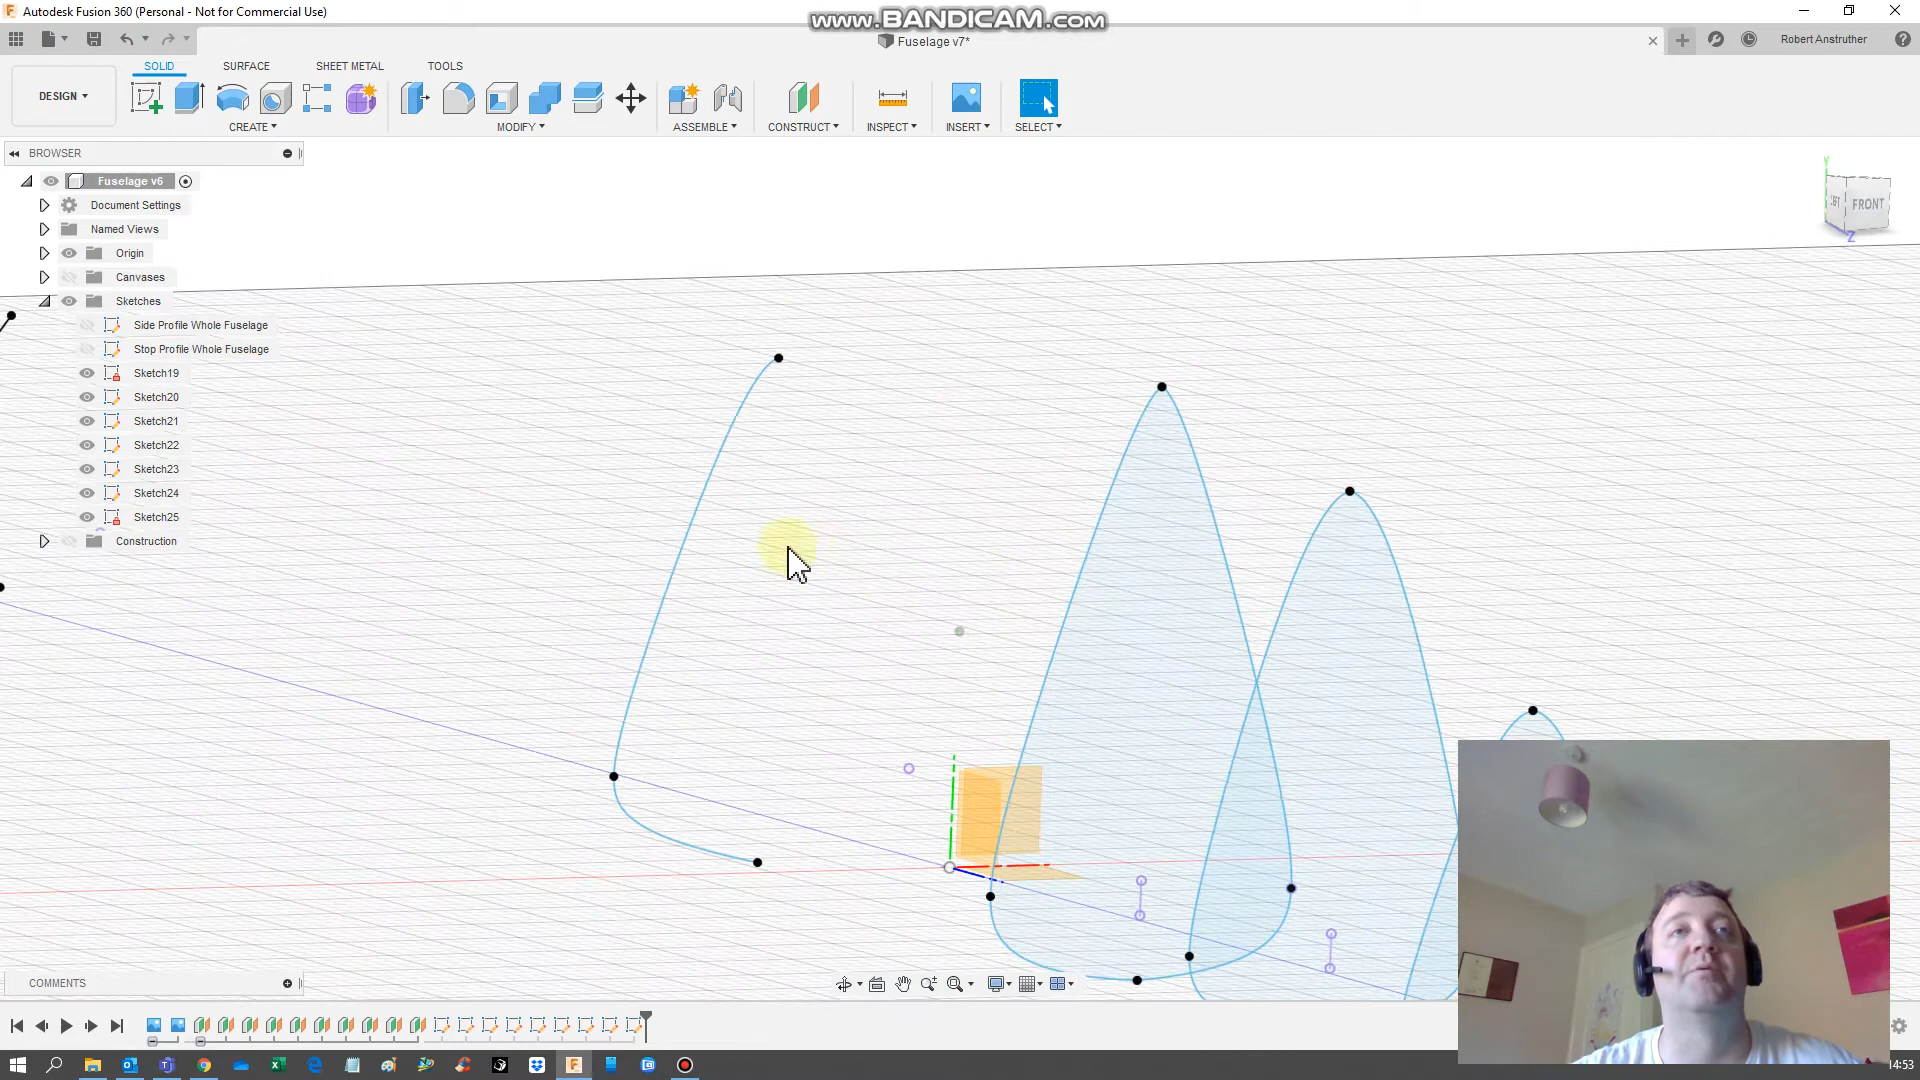 Autodesk Fusion 360 (Personal - Not for Commercial Use)
www.BANDICAM.com
Fuselage v7*
Robert Anstruther
SOLID
SURFACE
SHEET METAL
TOOLS
DESIGN
CREATE
MODIFY
ASSEMBLE
CONSTRUCT
INSPECT
INSERT
SELECT
BROWSER
Fuselage v6
Document Settings
Named Views
Origin
Canvases
Sketches
Side Profile Whole Fuselage
Stop Profile Whole Fuselage
Sketch19
Sketch20
Sketch21
Sketch22
Sketch23
Sketch24
Sketch25
Construction
Y
FRONT
Z
COMMENTS
14:53